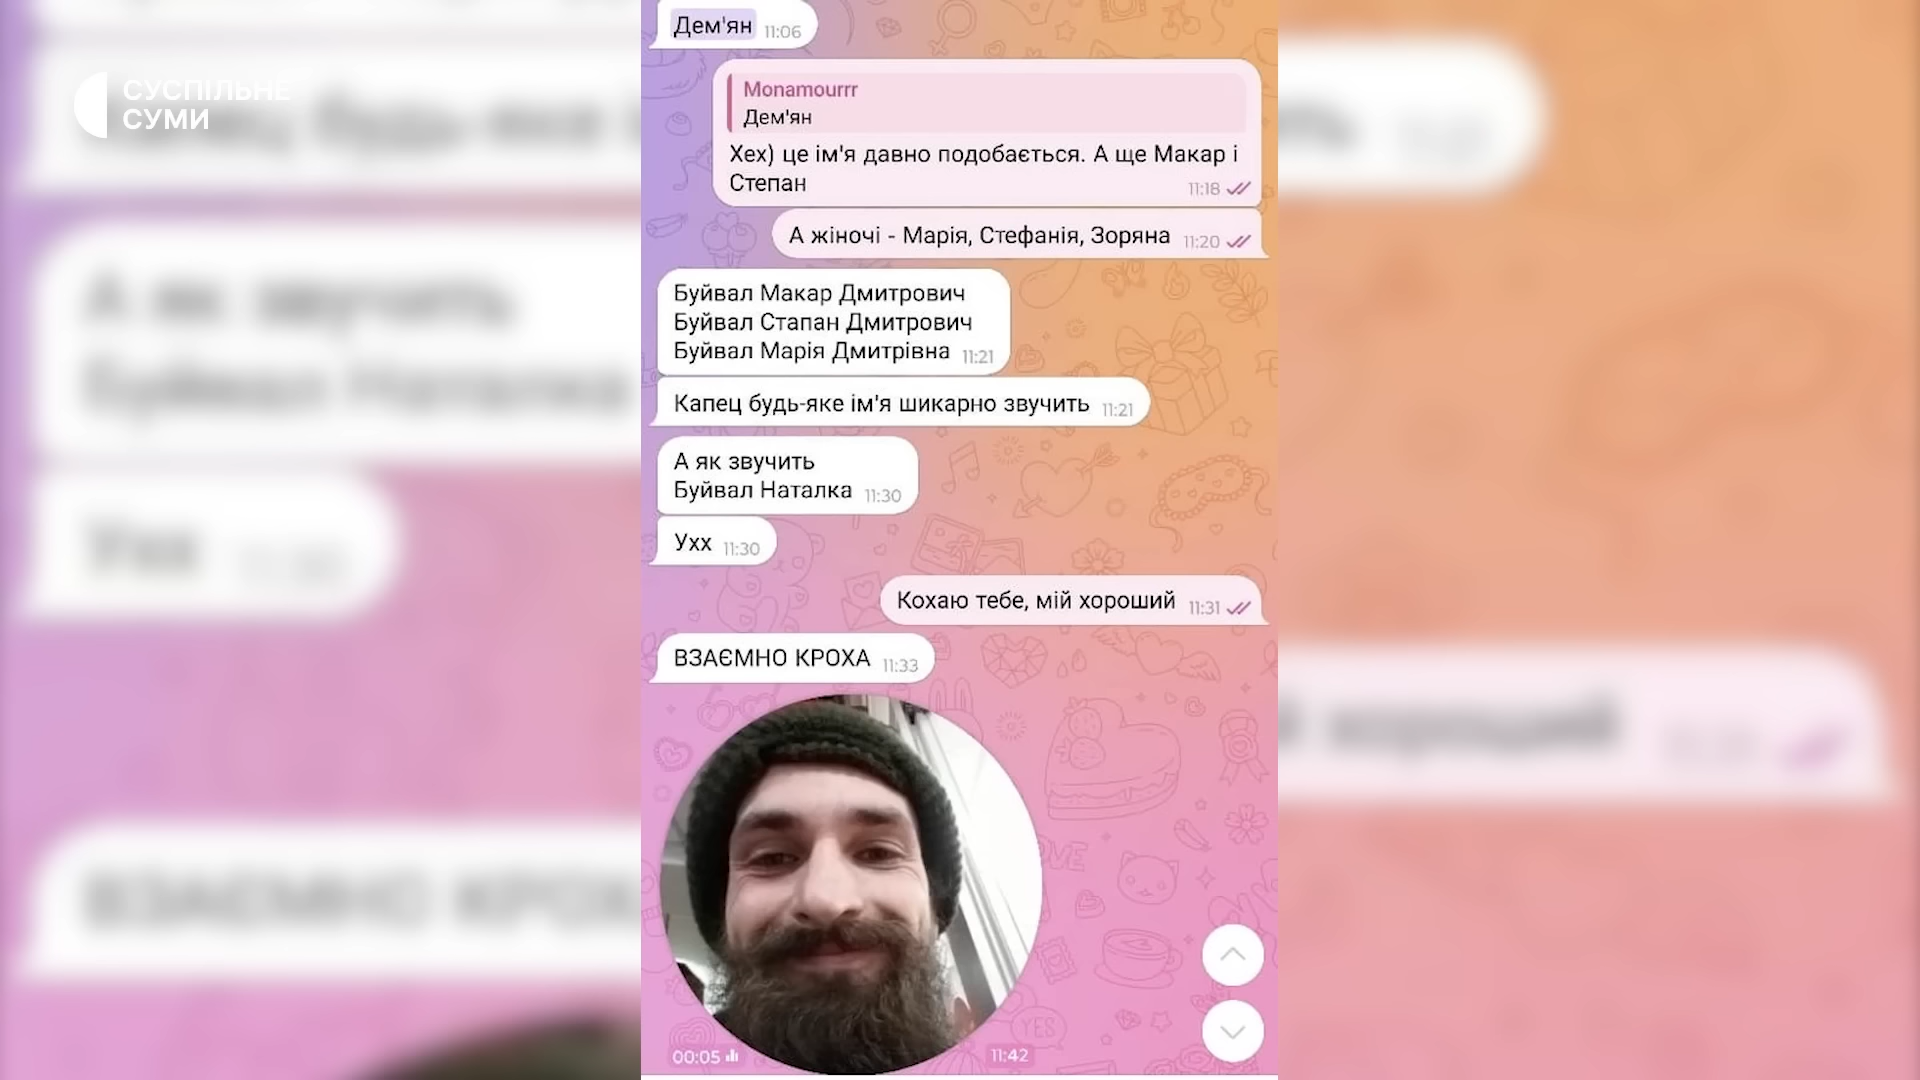 СУСПІЛЬНЕ
СУМИ
Дем'ян 11:06
Monamourrr
Дем'ян
Хех) це ім'я давно подобається. А ще Макар і
Степан 11:18
А жіночі - Марія, Стефанія, Зоряна 11:20
Буйвал Макар Дмитрович
Буйвал Стапан Дмитрович
Буйвал Марія Дмитрівна 11:21
Капец будь-яке ім'я шикарно звучить 11:21
А як звучить
Буйвал Наталка 11:30
Ухх 11:30
Кохаю тебе, мій хороший 11:31
ВЗАЄМНО КРОХА 11:33
00:05 11:42